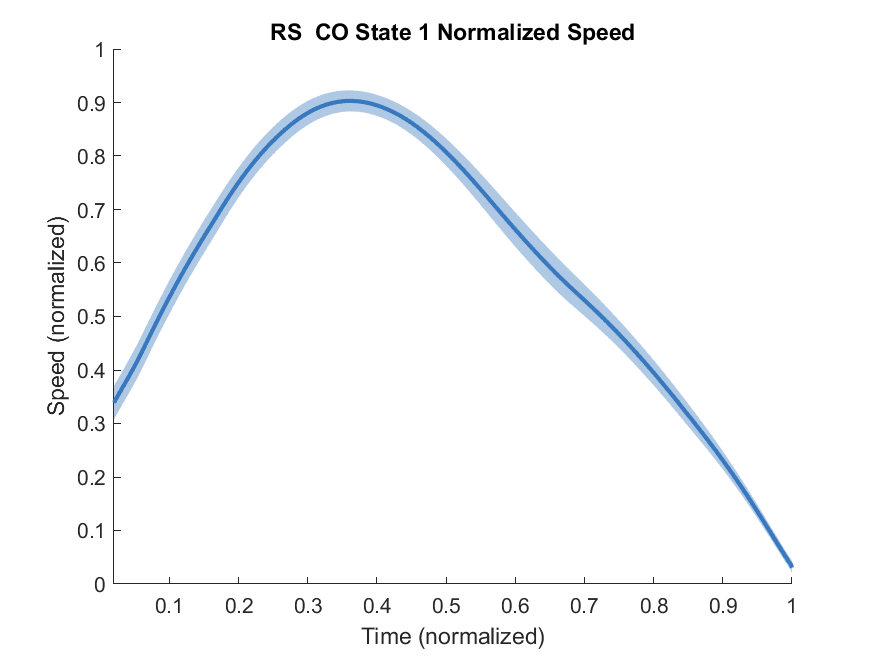 RS  CO State 1 Normalized Speed
1
0.9
0.8
0.7
0.6
0.5
0.4
0.3
0.2
0.1
0
Speed (normalized)
0.1 0.2 0.3 0.4 0.5 0.6 0.7 0.8 0.9 1
Time (normalized)